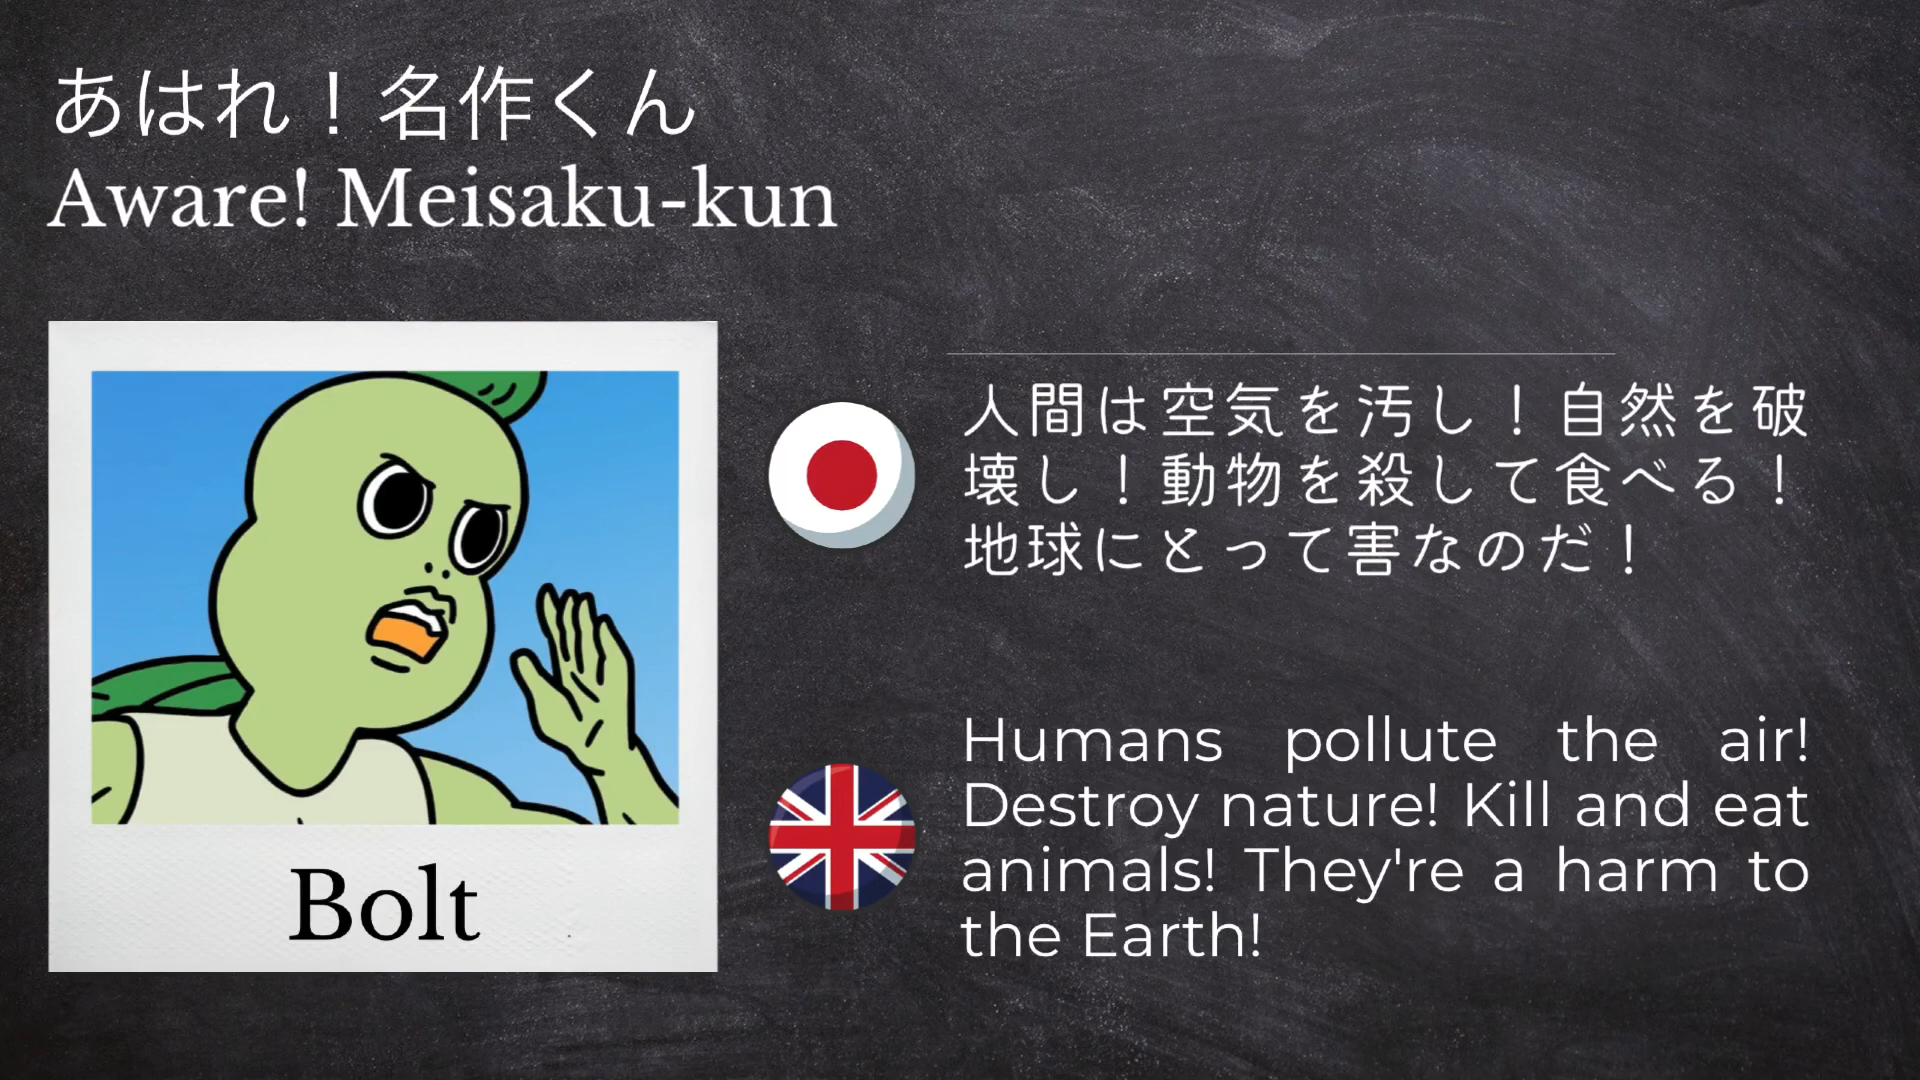 あはれ！名作くん
Aware! Meisaku-kun
Bolt
人間は空気を汚し！自然を破
壊し！動物を殺して食べる！
地球にとって害なのだ！
Humans pollute the air!
Destroy nature! Kill and eat
animals! They're a harm to
the Earth!